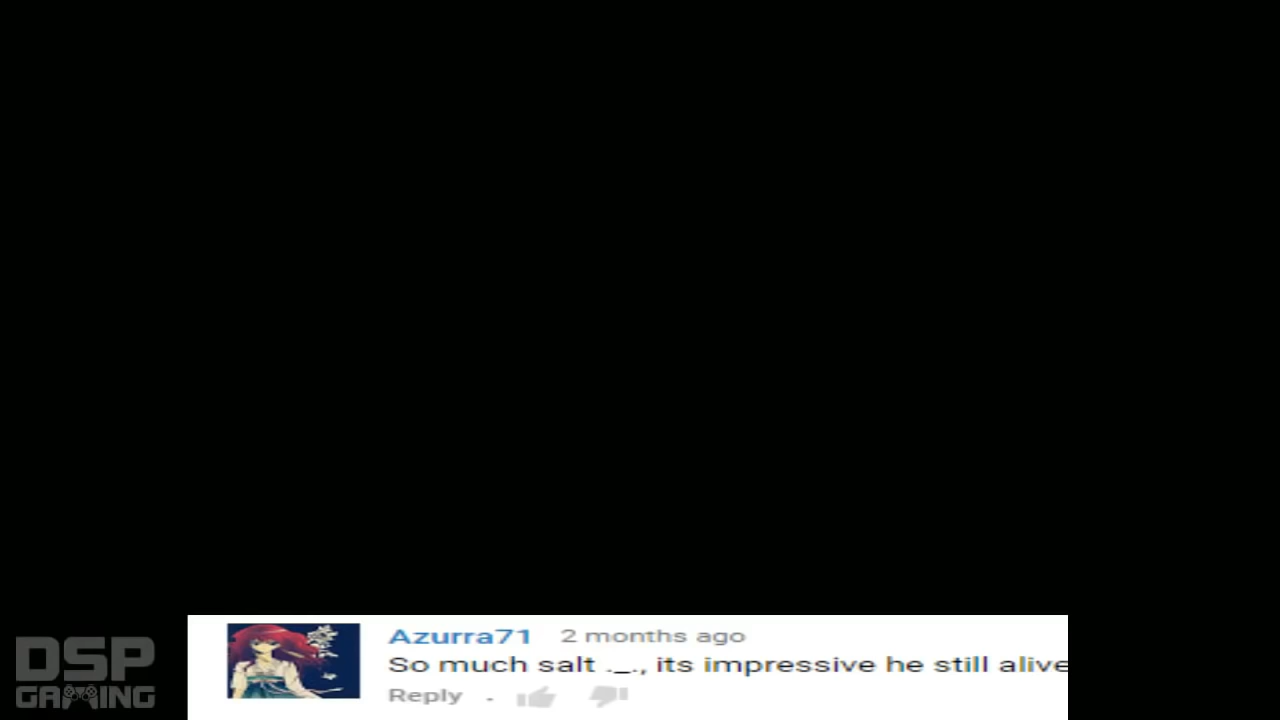 Azurra71 2 months ago
So much salt ._., its impressive he still alive
Reply .
DSP
GAMING